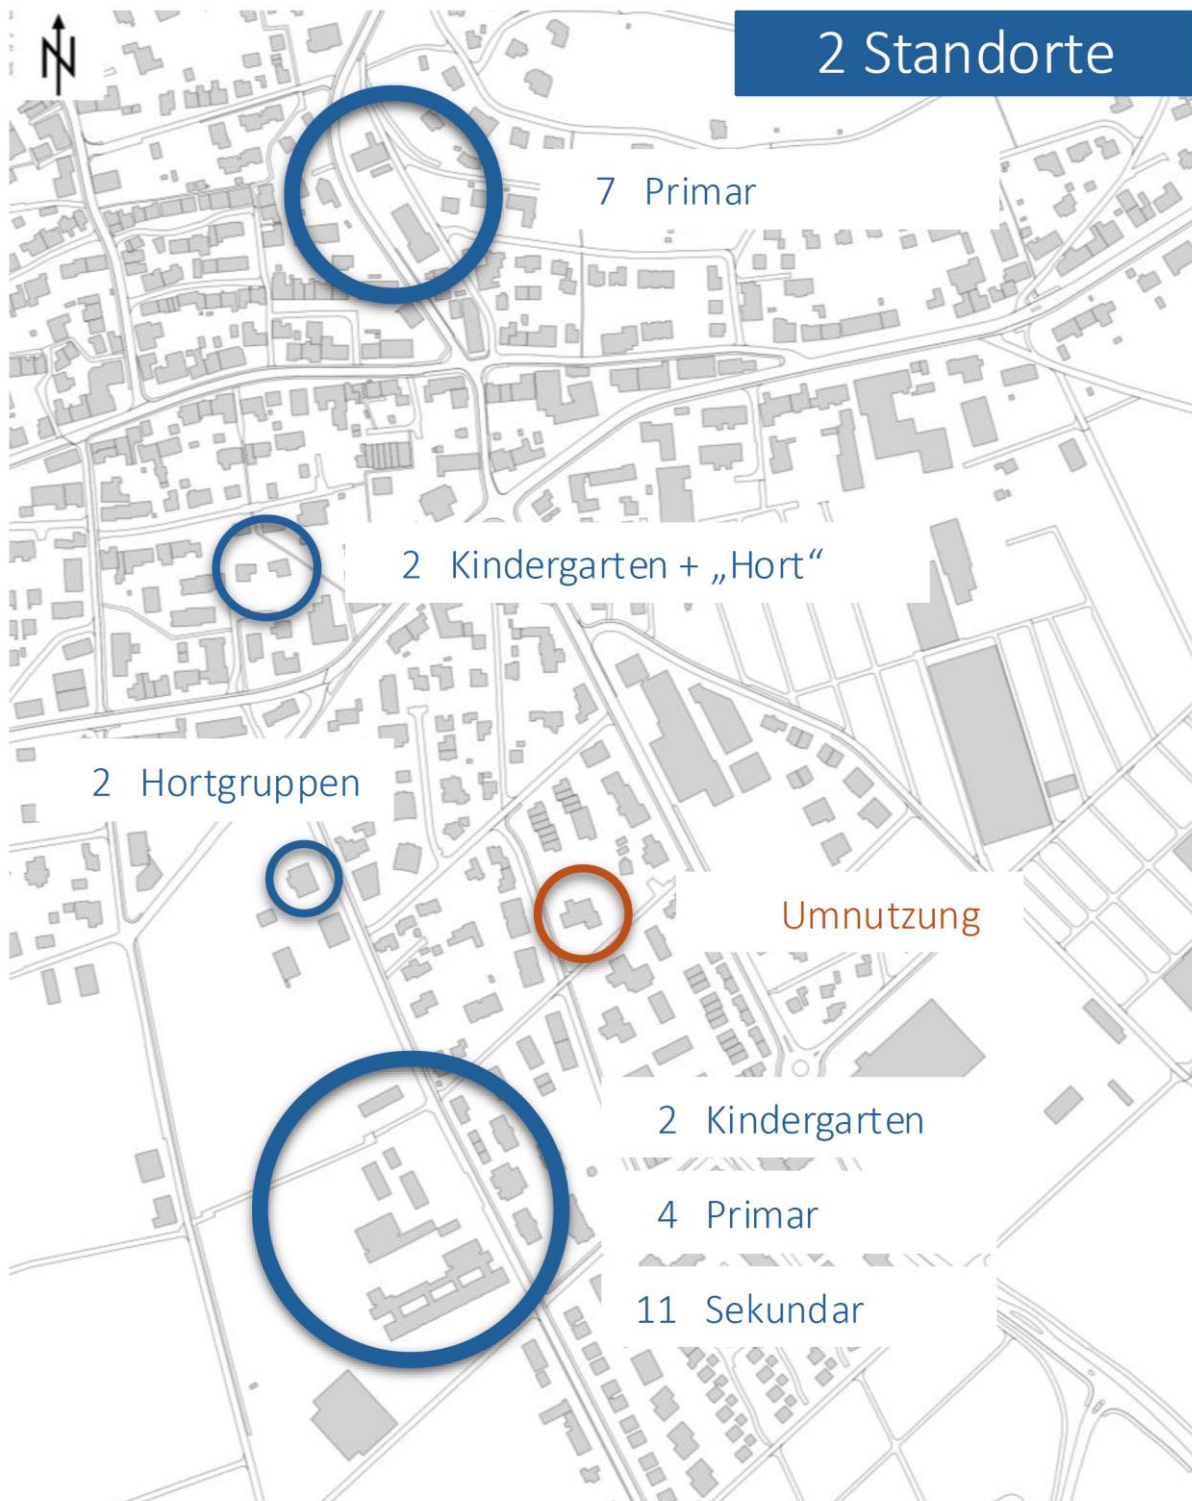 N
2 Standorte
7 Primar
2 Kindergarten + „Hort“
2 Hortgruppen
Umnutzung
2 Kindergarten
4 Primar
11 Sekundar